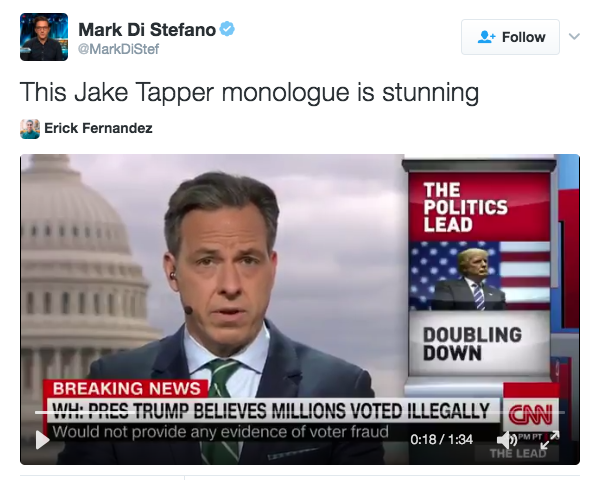 Mark Di Stefano
@MarkDiStef
Follow
This Jake Tapper monologue is stunning
Erick Fernandez
THE
POLITICS
LEAD
DOUBLING
DOWN
BREAKING NEWS
WH: PRES TRUMP BELIEVES MILLIONS VOTED ILLEGALLY
CNN
Would not provide any evidence of voter fraud
0:18 / 1:34
PM PT
THE LEAD